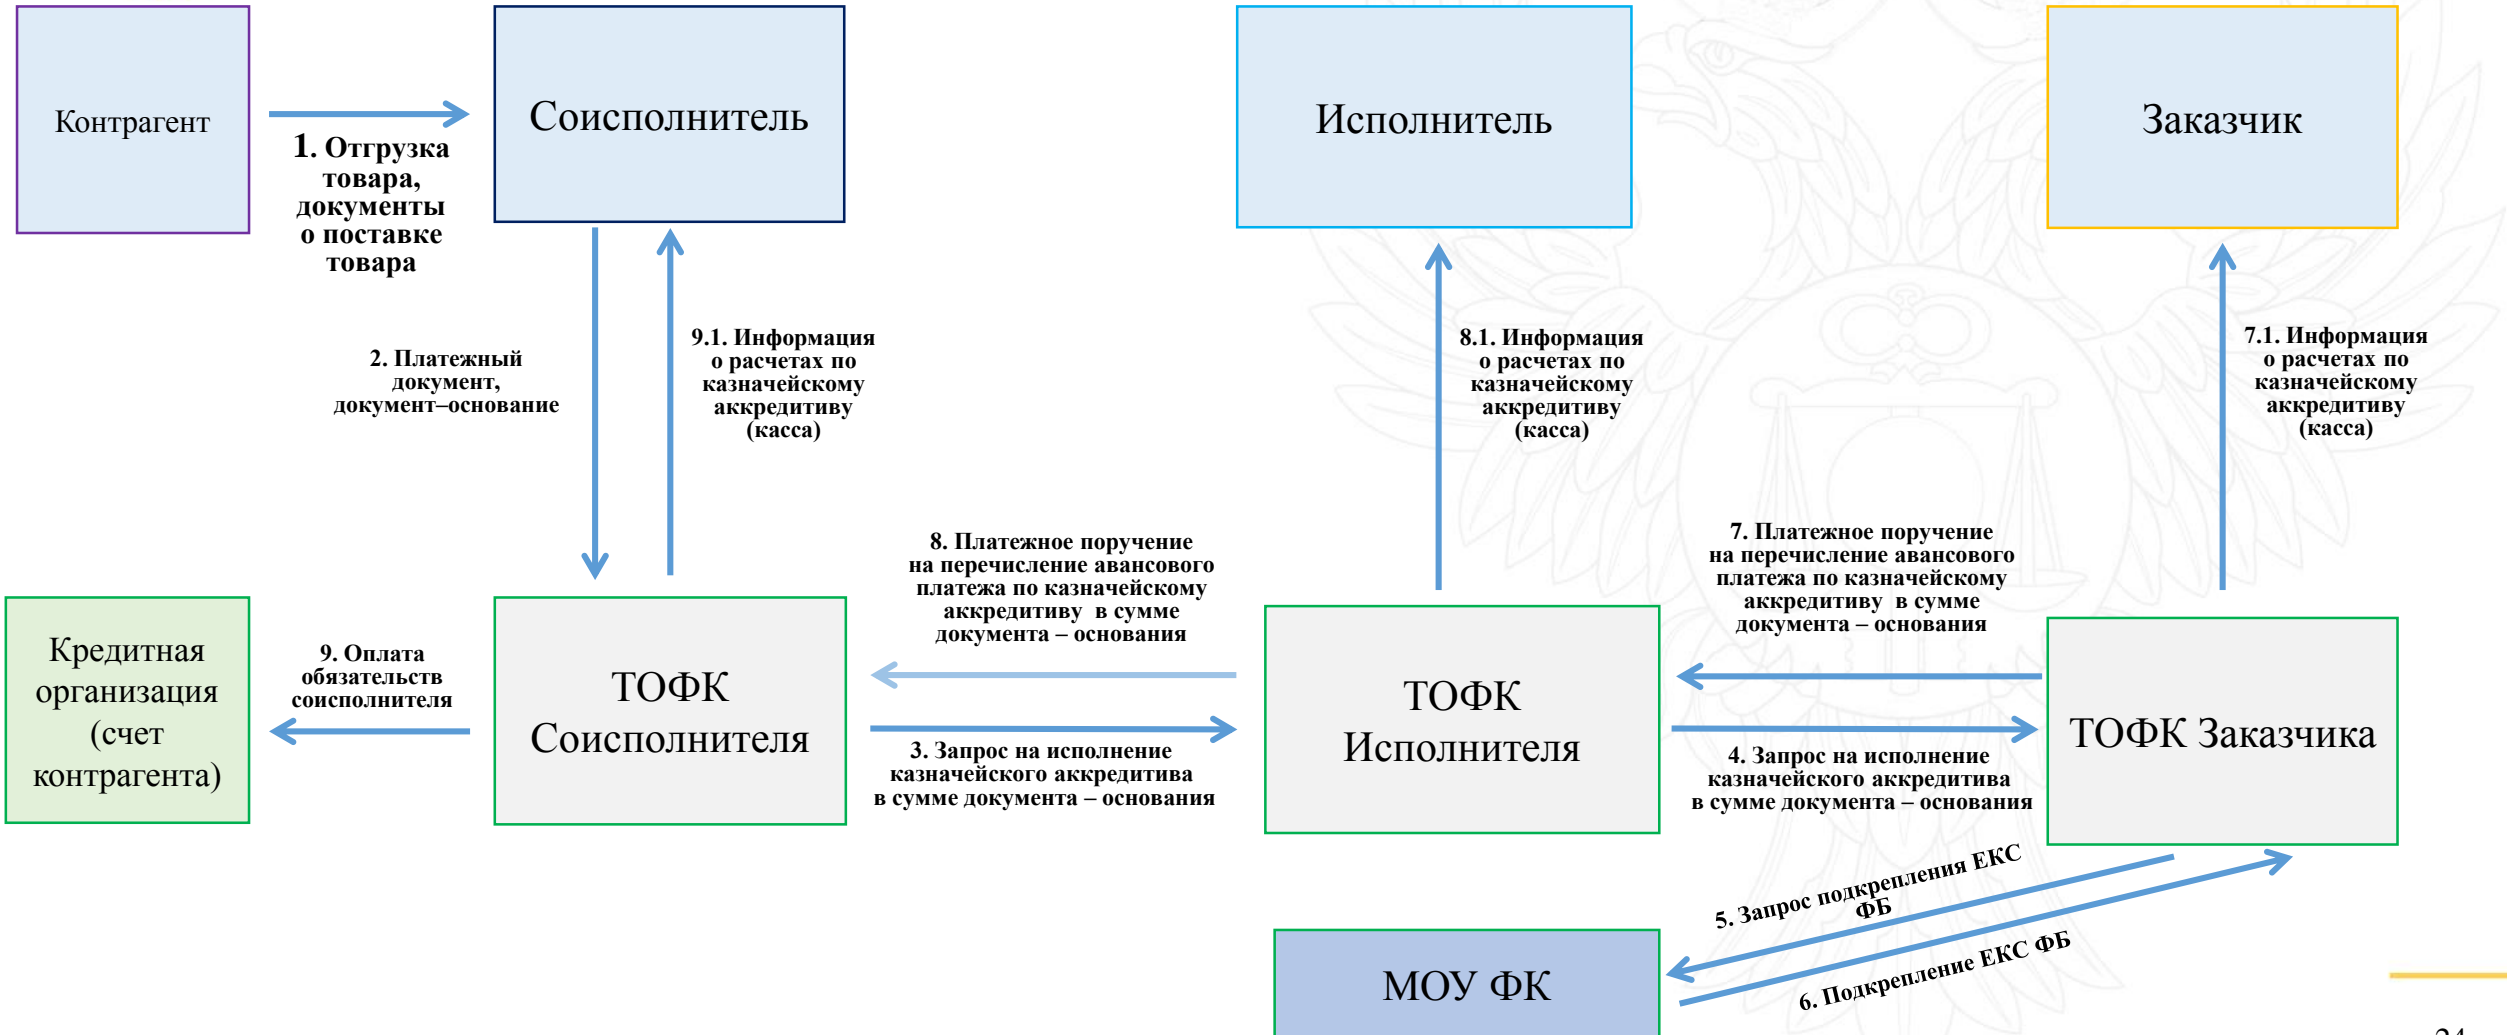 Контрагент
Соисполнитель
Исполнитель
Заказчик
1. Отгрузка
товара,
документы
о поставке
товара
2. Платежный
документ,
документ–основание
9.1. Информация
о расчетах по
казначейскому
аккредитиву
(касса)
8.1. Информация
о расчетах по
казначейскому
аккредитиву
(касса)
7.1. Информация
о расчетах по
казначейскому
аккредитиву
(касса)
8. Платежное поручение
на перечисление авансового
платежа по казначейскому
аккредитиву в сумме
документа – основания
7. Платежное поручение
на перечисление авансового
платежа по казначейскому
аккредитиву в сумме
документа – основания
Кредитная
организация
(счет
контрагента)
9. Оплата
обязательств
соисполнителя
ТОФК
Соисполнителя
ТОФК
Исполнителя
ТОФК Заказчика
3. Запрос на исполнение
казначейского аккредитива
в сумме документа – основания
4. Запрос на исполнение
казначейского аккредитива
в сумме документа – основания
5. Запрос подкрепления ЕКС
ФБ
6. Подкрепление ЕКС ФБ
МОУ ФК